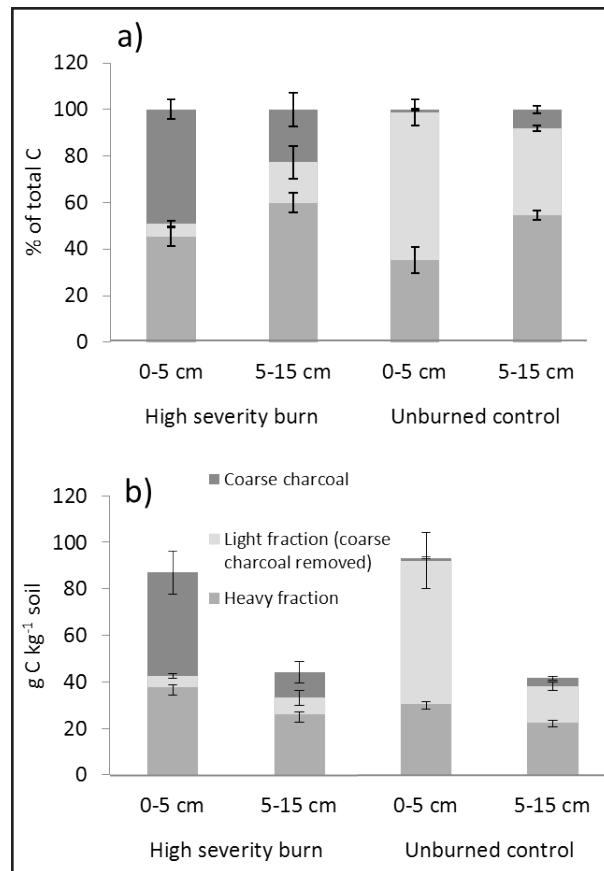 a)
120
100
80
60
40
20
0
% of total C
0-5 cm 5-15 cm 0-5 cm 5-15 cm
High severity burn Unburned control
b)
120
100
80
60
40
20
0
g C kg-1 soil
Coarse charcoal
Light fraction (coarse
charcoal removed)
Heavy fraction
0-5 cm 5-15 cm 0-5 cm 5-15 cm
High severity burn Unburned control